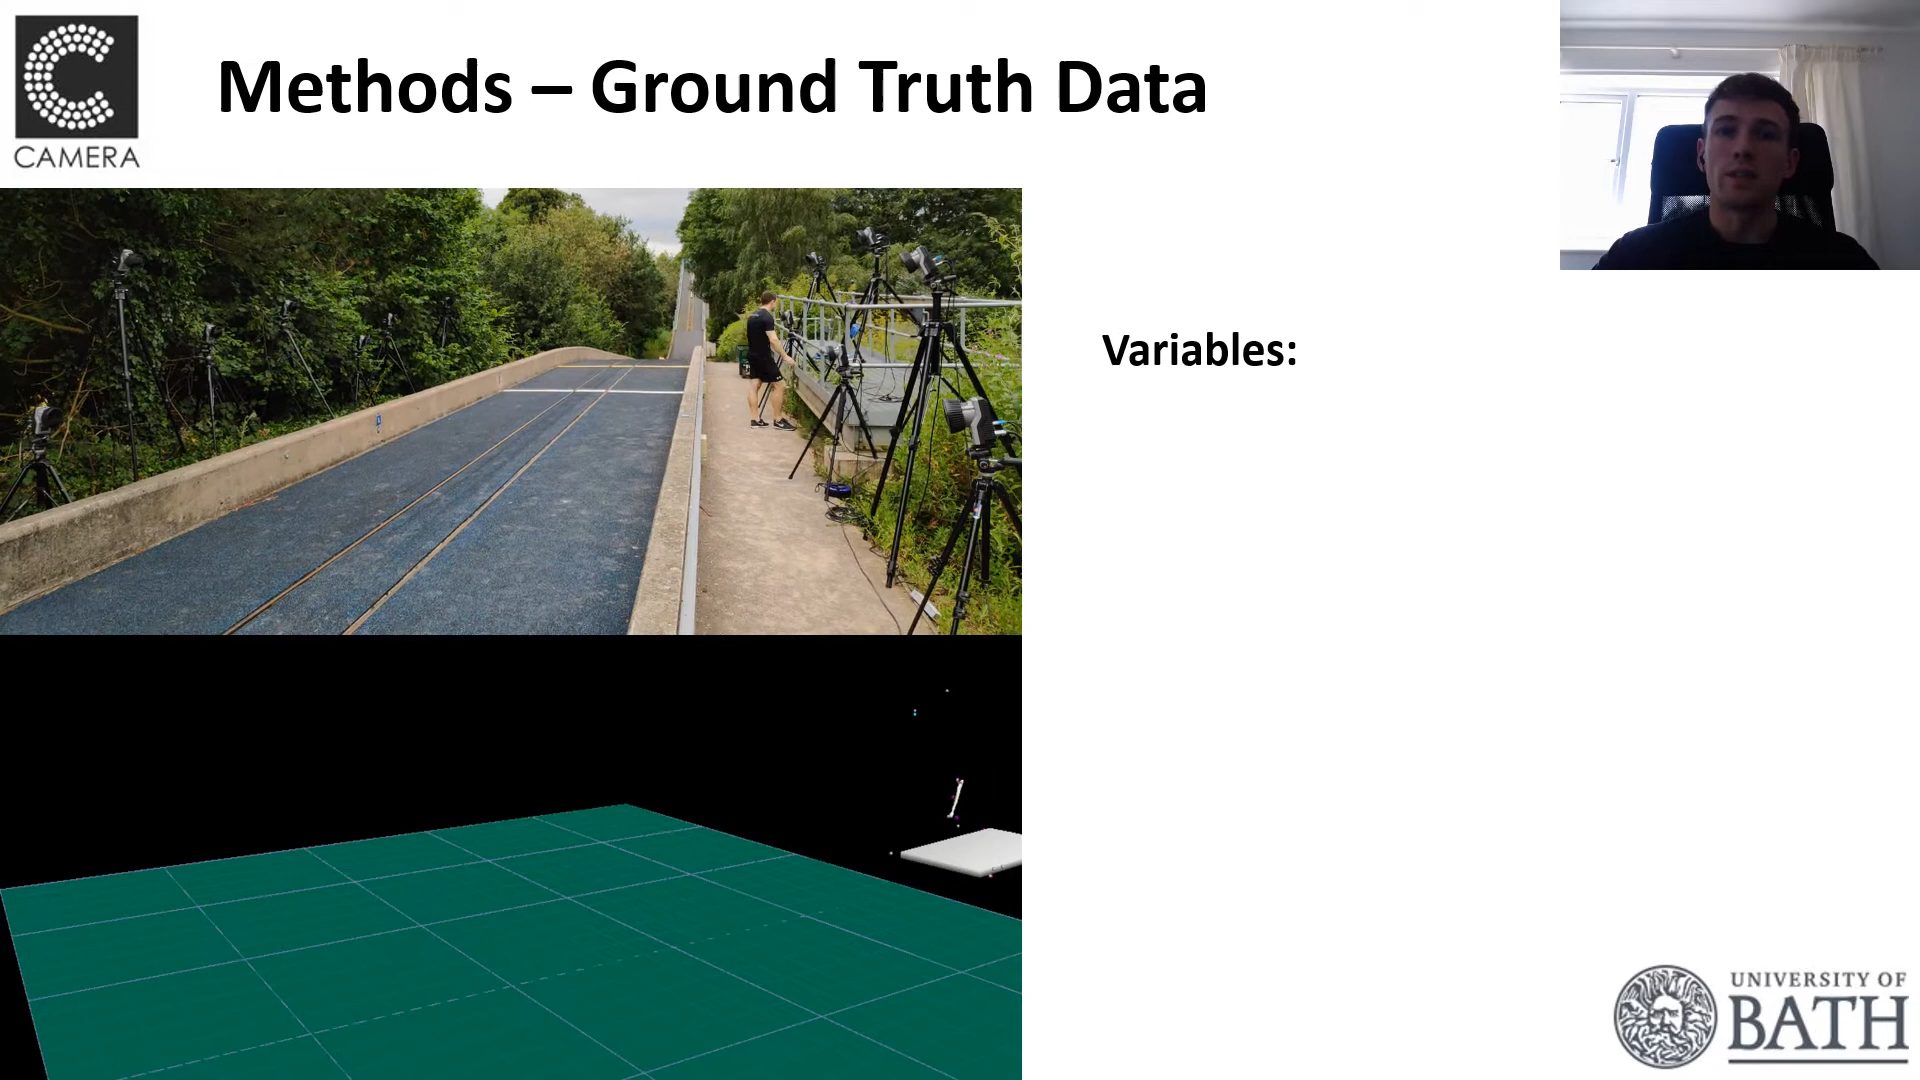 CAMERA
Methods – Ground Truth Data
Variables:
UNIVERSITY OF
BATH